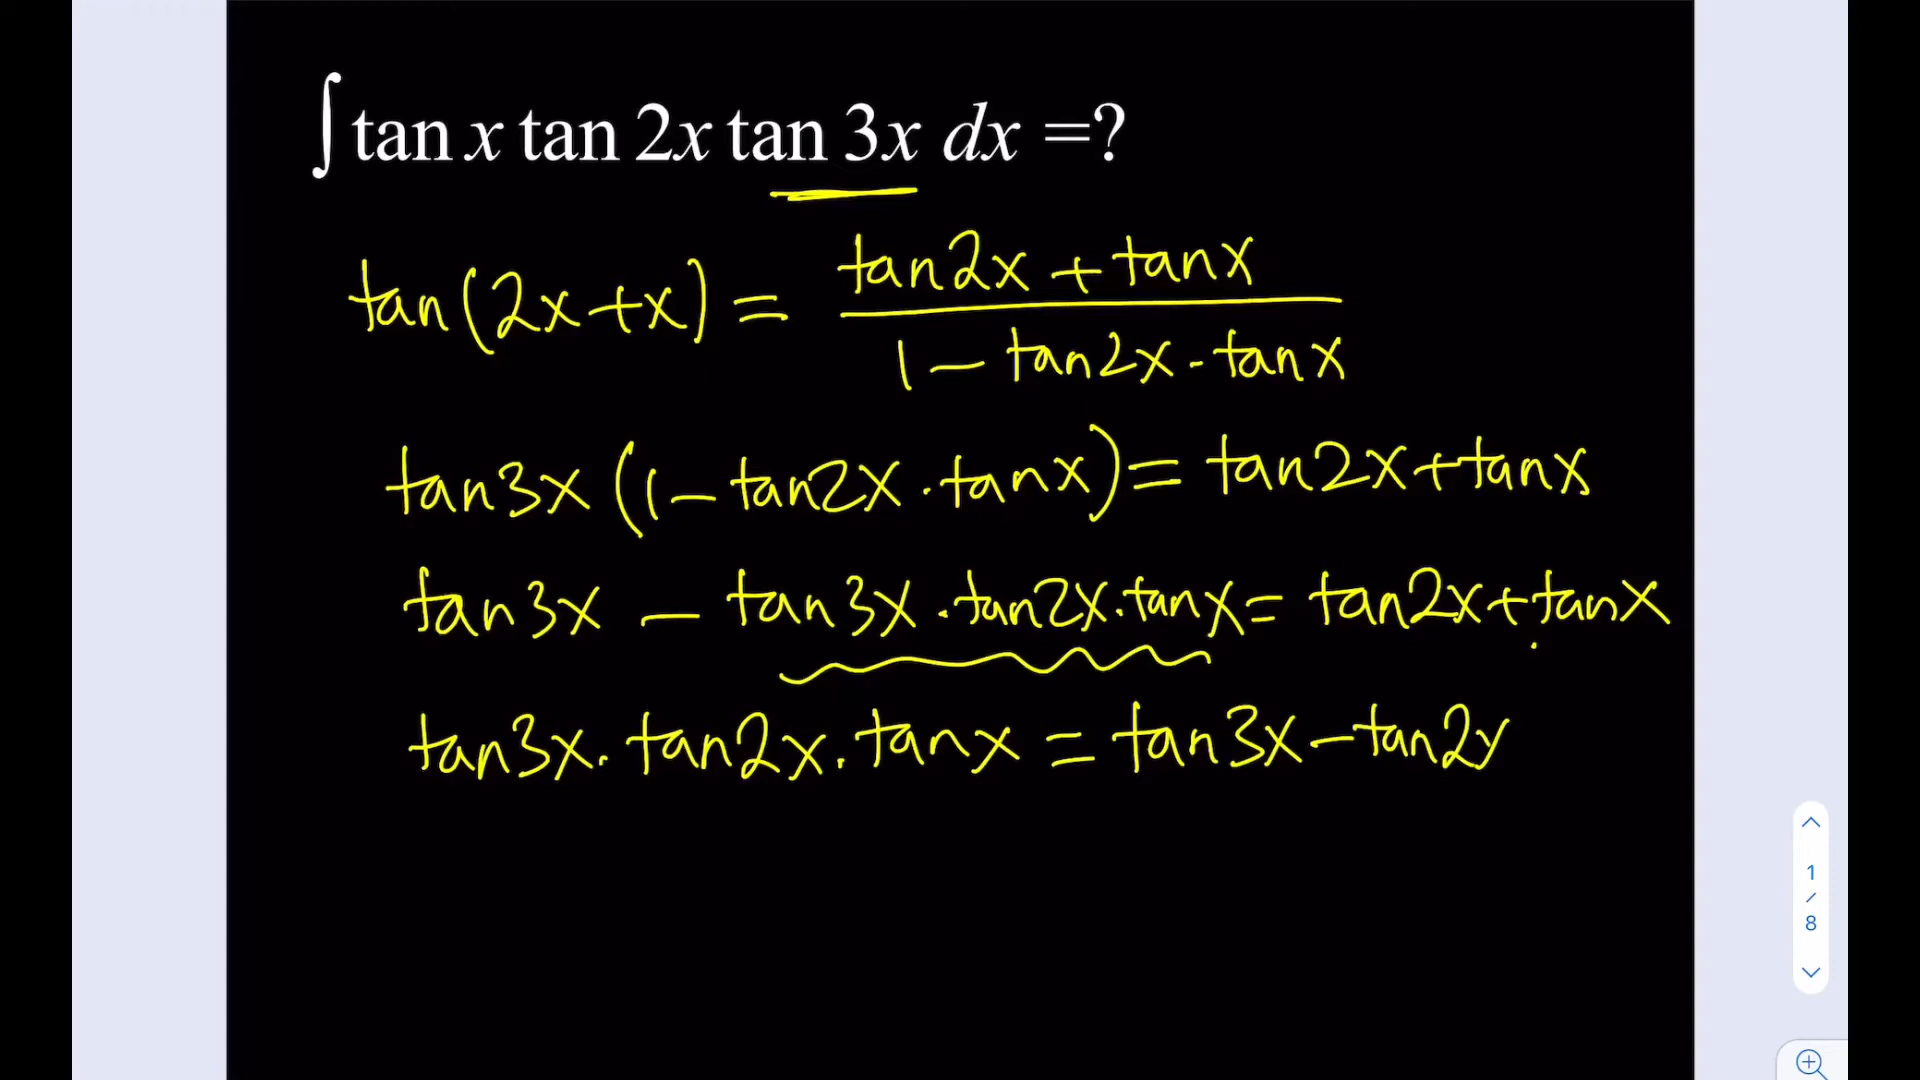 ∫ tan x tan 2x tan 3x dx =?
tan(2x+x) = (tan2x + tanx) / (1 - tan2x · tanx)
tan3x (1 - tan2x · tanx) = tan2x + tanx
tan3x - tan3x · tan2x · tanx = tan2x + tanx
tan3x · tan2x · tanx = tan3x - tan2x
1
/
8